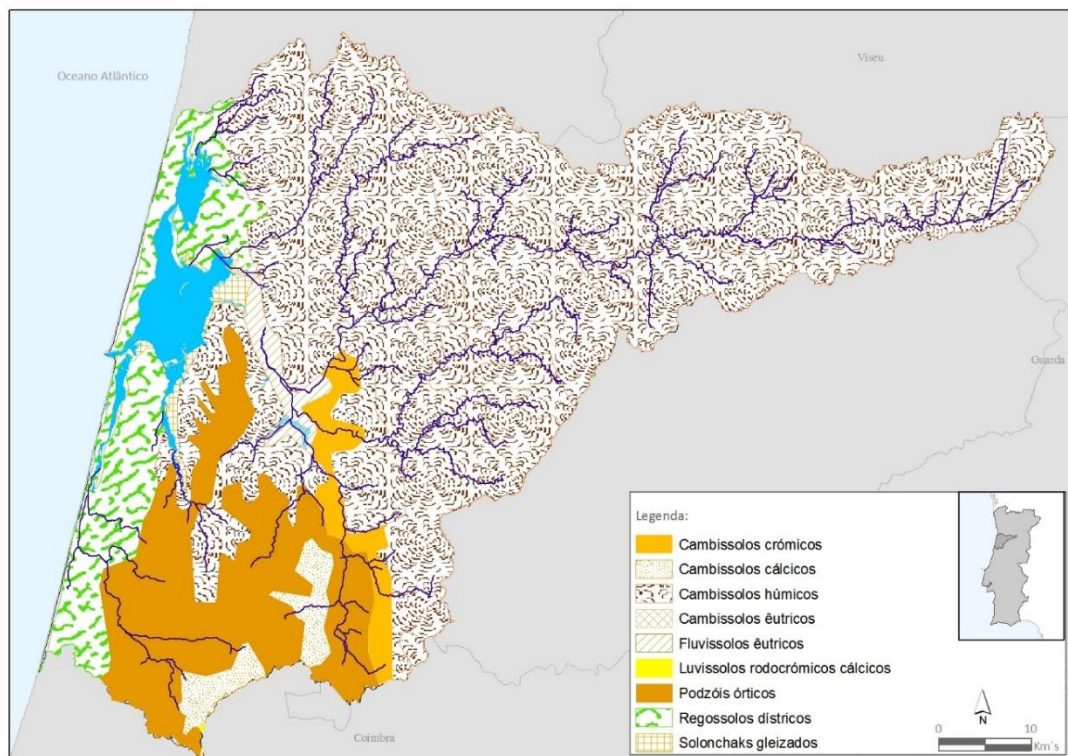 Oceano Atlântico
Viseu
Guarda
Coimbra
Legenda:
Cambissolos crómicos
Cambissolos cálcicos
Cambissolos húmicos
Cambissolos êutricos
Fluvissolos êutricos
Luvissolos rodocrómicos cálcicos
Podzóis órticos
Regossolos dístricos
Solonchaks gleizados
N
0 10
Km´s